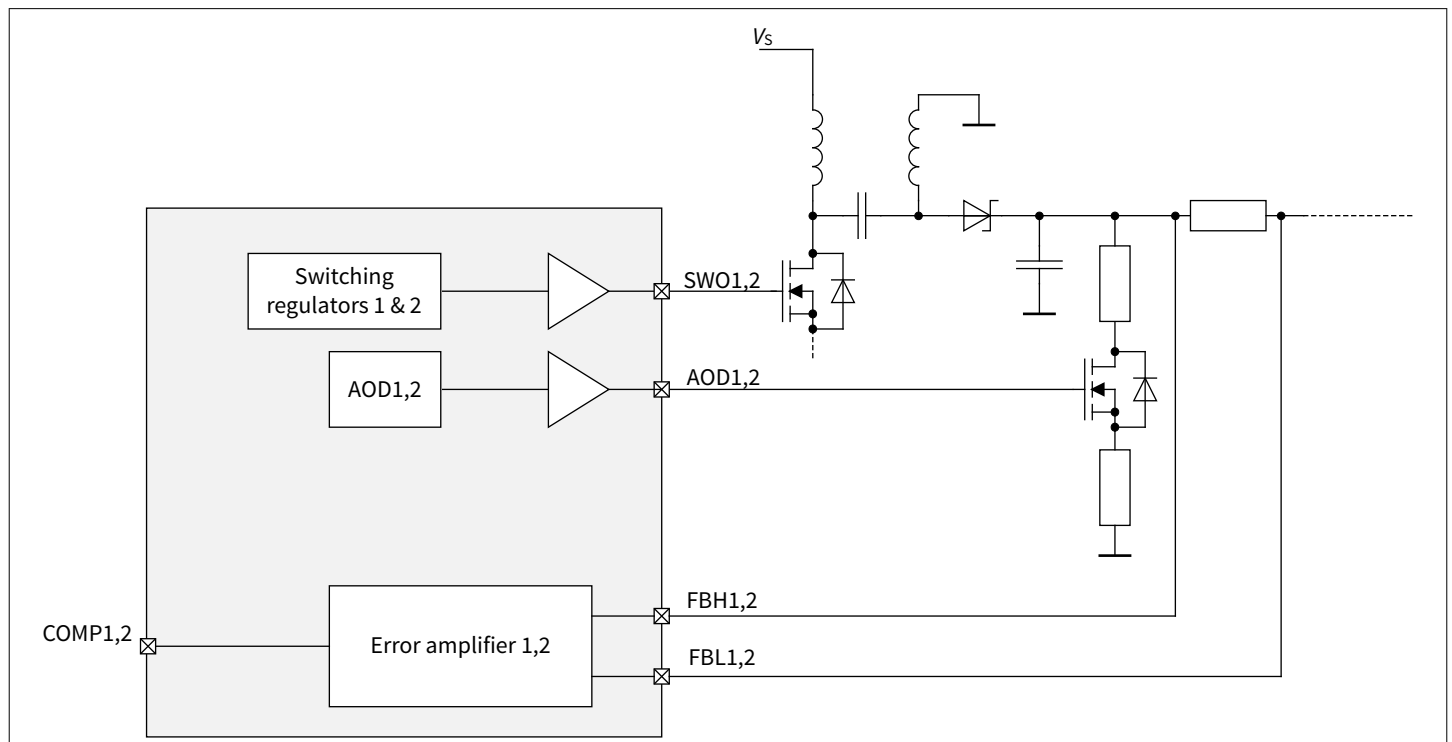 VS
Switching
regulators 1 & 2
SWO1,2
AOD1,2
AOD1,2
FBH1,2
COMP1,2
Error amplifier 1,2
FBL1,2